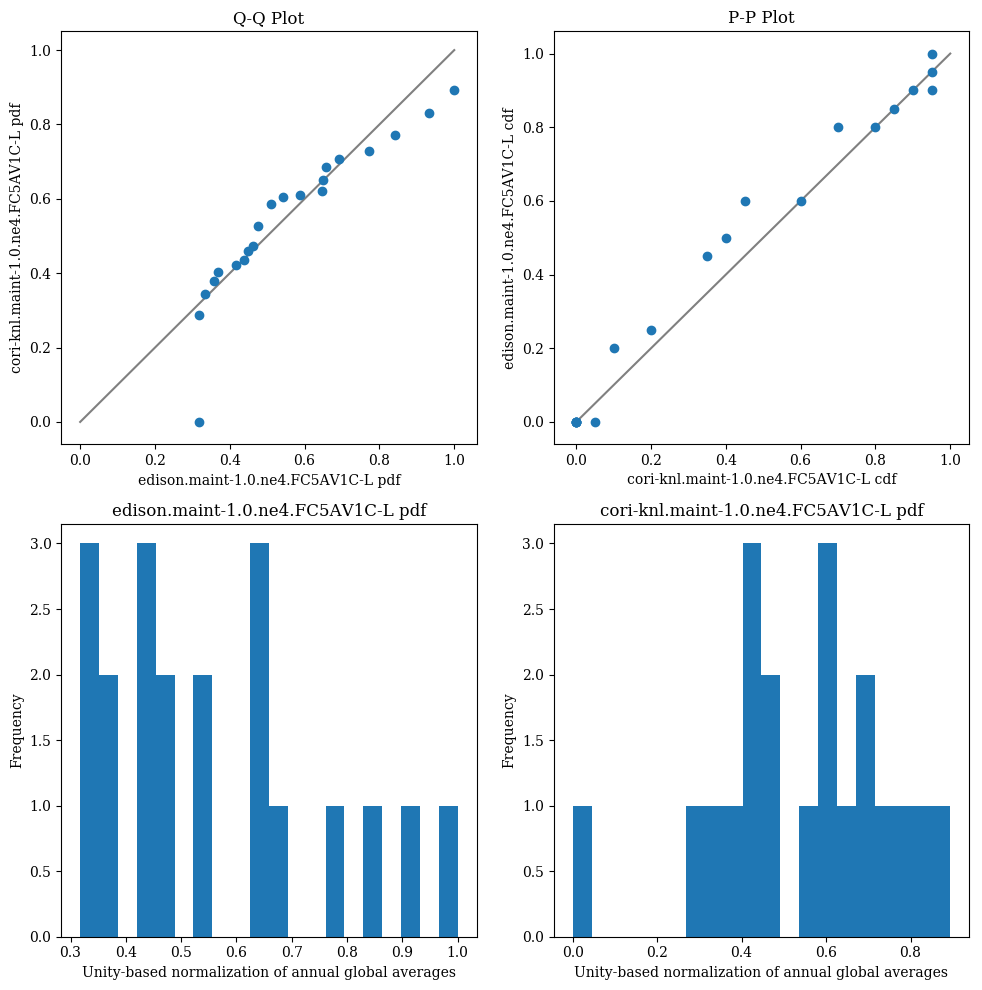 Q-Q Plot
1.0
0.8
0.6
0.4
0.2
0.0
cori-knl.maint-1.0.ne4.FC5AV1C-L pdf
0.0 0.2 0.4 0.6 0.8 1.0
edison.maint-1.0.ne4.FC5AV1C-L pdf
P-P Plot
1.0
0.8
0.6
0.4
0.2
0.0
edison.maint-1.0.ne4.FC5AV1C-L cdf
0.0 0.2 0.4 0.6 0.8 1.0
cori-knl.maint-1.0.ne4.FC5AV1C-L cdf
edison.maint-1.0.ne4.FC5AV1C-L pdf
3.0
2.5
2.0
1.5
1.0
0.5
0.0
Frequency
0.3 0.4 0.5 0.6 0.7 0.8 0.9 1.0
Unity-based normalization of annual global averages
cori-knl.maint-1.0.ne4.FC5AV1C-L pdf
3.0
2.5
2.0
1.5
1.0
0.5
0.0
Frequency
0.0 0.2 0.4 0.6 0.8
Unity-based normalization of annual global averages